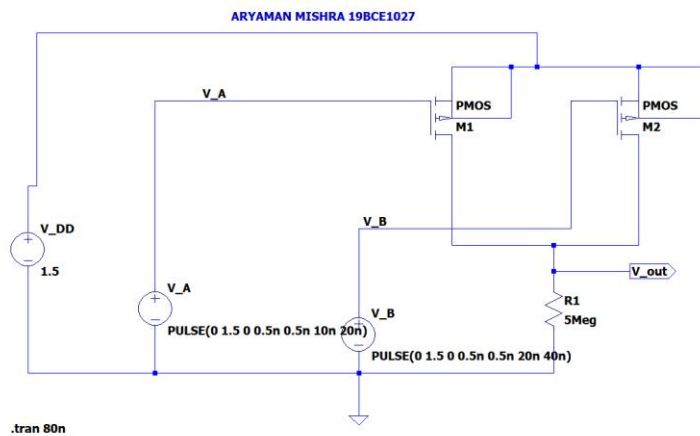 ARYAMAN MISHRA 19BCE1027
V_A
PMOS
M1
PMOS
M2
V_B
V_DD
1.5
V_A
PULSE(0 1.5 0 0.5n 0.5n 10n 20n)
V_B
PULSE(0 1.5 0 0.5n 0.5n 20n 40n)
V_out
R1
5Meg
.tran 80n